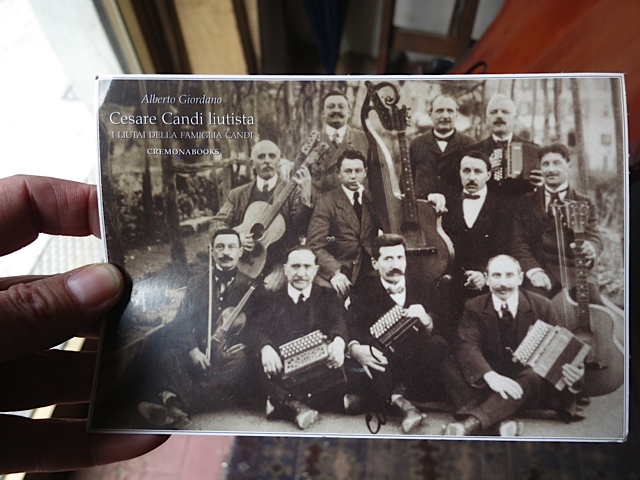 Alberto Giordano
Cesare Candi liutista
I LIUTAI DELLA FAMIGLIA CANDI
CREMONABOOKS